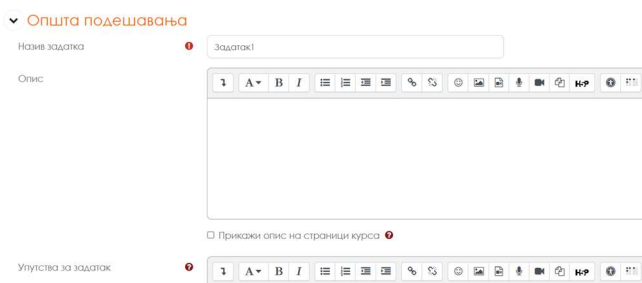 Општа подешавања
Назив задатка
Задатак1
Опис
A B I H-P
Прикажи опис на страници курса
Упутства за задатак
A B I H-P